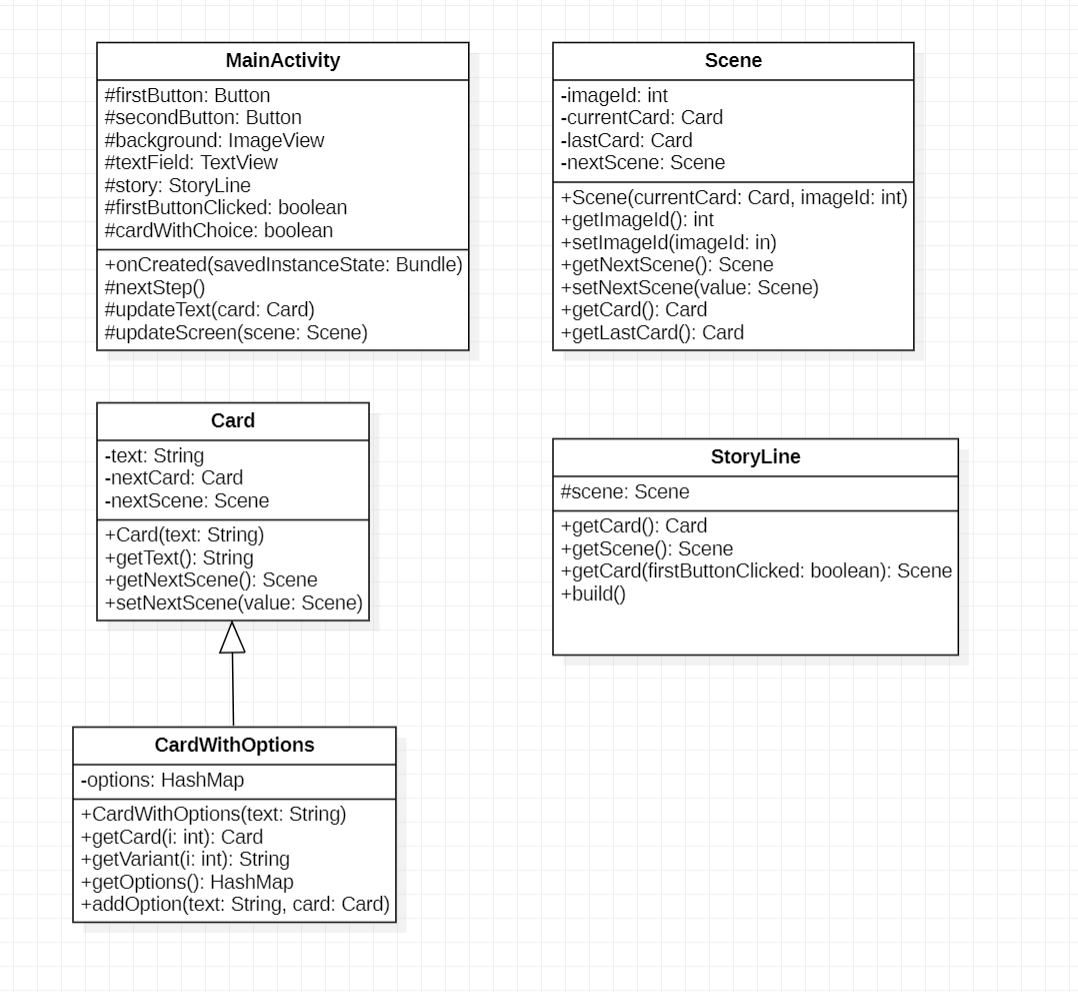 MainActivity
#firstButton: Button
#secondButton: Button
#background: ImageView
#textField: TextView
#story: StoryLine
#firstButtonClicked: boolean
#cardWithChoice: boolean
+onCreated(savedInstanceState: Bundle)
#nextStep()
#updateText(card: Card)
#updateScreen(scene: Scene)
Scene
-imageId: int
-currentCard: Card
-lastCard: Card
-nextScene: Scene
+Scene(currentCard: Card, imageId: int)
+getImageId(): int
+setImageId(imageId: in)
+getNextScene(): Scene
+setNextScene(value: Scene)
+getCard(): Card
+getLastCard(): Card
Card
-text: String
-nextCard: Card
-nextScene: Scene
+Card(text: String)
+getText(): String
+getNextScene(): Scene
+setNextScene(value: Scene)
StoryLine
#scene: Scene
+getCard(): Card
+getScene(): Scene
+getCard(firstButtonClicked: boolean): Scene
+build()
CardWithOptions
-options: HashMap
+CardWithOptions(text: String)
+getCard(i: int): Card
+getVariant(i: int): String
+getOptions(): HashMap
+addOption(text: String, card: Card)